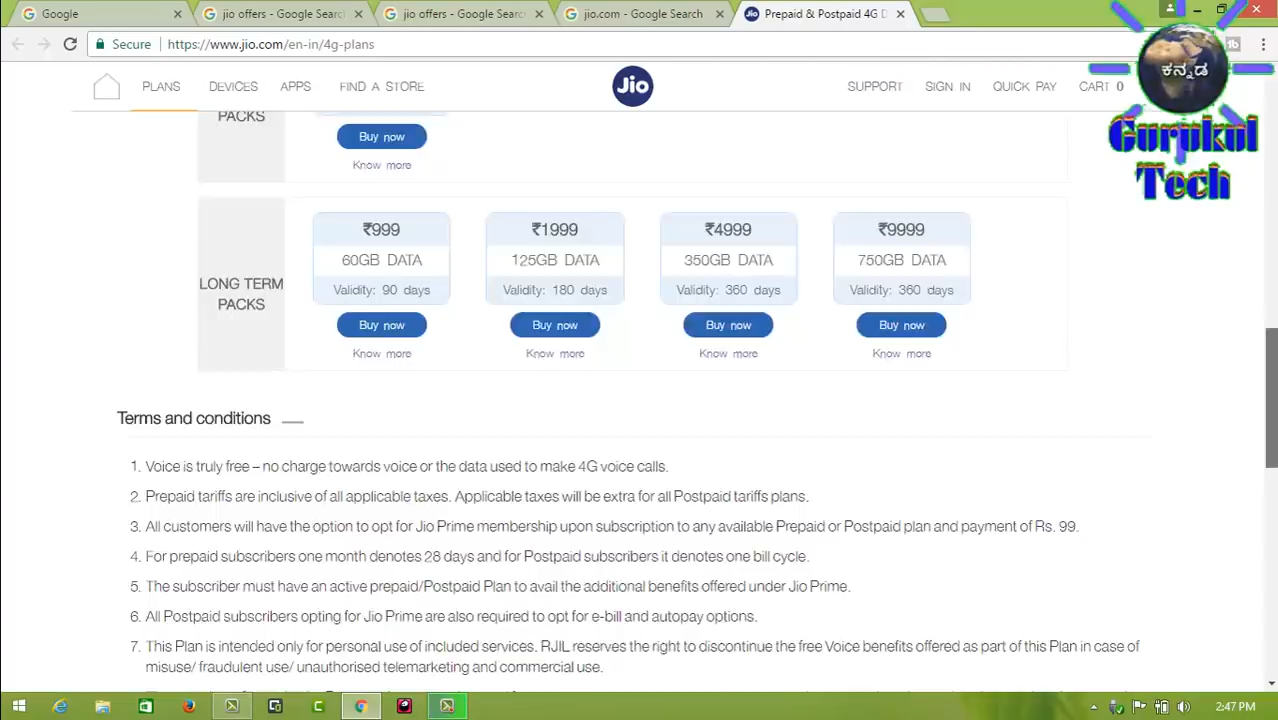 Google
jio offers - Google Searc
jio offers - Google Searc
jio.com - Google Search
Prepaid & Postpaid 4G D
Secure
https://www.jio.com/en-in/4g-plans
PLANS
DEVICES
APPS
FIND A STORE
Jio
SUPPORT
SIGN IN
QUICK PAY
CART 0
ಕನ್ನಡ
Gurukul
Tech
PACKS
Buy now
Know more
LONG TERM
PACKS
₹999
60GB DATA
Validity: 90 days
Buy now
Know more
₹1999
125GB DATA
Validity: 180 days
Buy now
Know more
₹4999
350GB DATA
Validity: 360 days
Buy now
Know more
₹9999
750GB DATA
Validity: 360 days
Buy now
Know more
Terms and conditions
1. Voice is truly free – no charge towards voice or the data used to make 4G voice calls.
2. Prepaid tariffs are inclusive of all applicable taxes. Applicable taxes will be extra for all Postpaid tariffs plans.
3. All customers will have the option to opt for Jio Prime membership upon subscription to any available Prepaid or Postpaid plan and payment of Rs. 99.
4. For prepaid subscribers one month denotes 28 days and for Postpaid subscribers it denotes one bill cycle.
5. The subscriber must have an active prepaid/Postpaid Plan to avail the additional benefits offered under Jio Prime.
6. All Postpaid subscribers opting for Jio Prime are also required to opt for e-bill and autopay options.
7. This Plan is intended only for personal use of included services. RJIL reserves the right to discontinue the free Voice benefits offered as part of this Plan in case of
misuse/ fraudulent use/ unauthorised telemarketing and commercial use.
2:47 PM